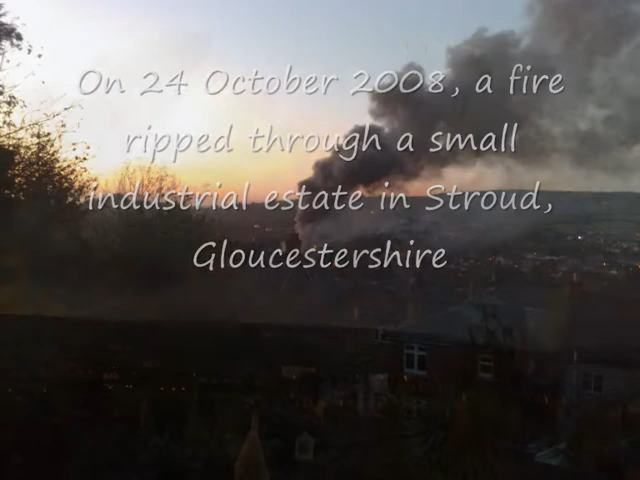 On 24 October 2008, a fire
ripped through a small
industrial estate in Stroud,
Gloucestershire